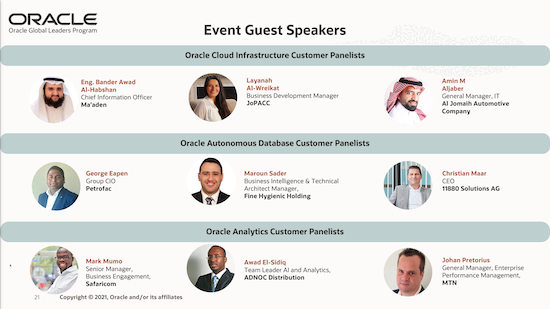 ORACLE
Oracle Global Leaders Program
Event Guest Speakers
Oracle Cloud Infrastructure Customer Panelists
Eng. Bander Awad
Al-Habshan
Chief Information Officer
Ma'aden
Layanah
Al-Wreikat
Business Development Manager
JoPACC
Amin M
Aljaber
General Manager, IT
Al Jomaih Automotive
Company
Oracle Autonomous Database Customer Panelists
George Eapen
Group CIO
Petrofac
Maroun Sader
Business Intelligence & Technical
Architect Manager,
Fine Hygienic Holding
Christian Maar
CEO
11880 Solutions AG
Oracle Analytics Customer Panelists
Mark Mumo
Senior Manager,
Business Engagement,
Safaricom
Awad El-Sidiq
Team Leader AI and Analytics,
ADNOC Distribution
Johan Pretorius
General Manager, Enterprise
Performance Management,
MTN
21 Copyright © 2021, Oracle and/or its affiliates